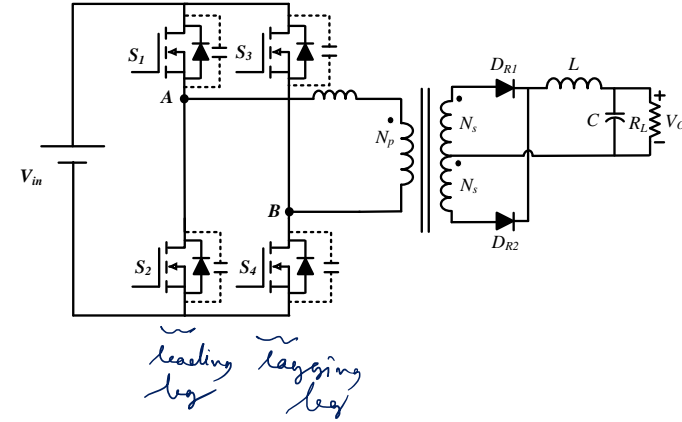 S1 S3
DR1 L
A
Np Ns C RL VO
Vin Ns
B
S2 S4 DR2
leading lagging
leg leg